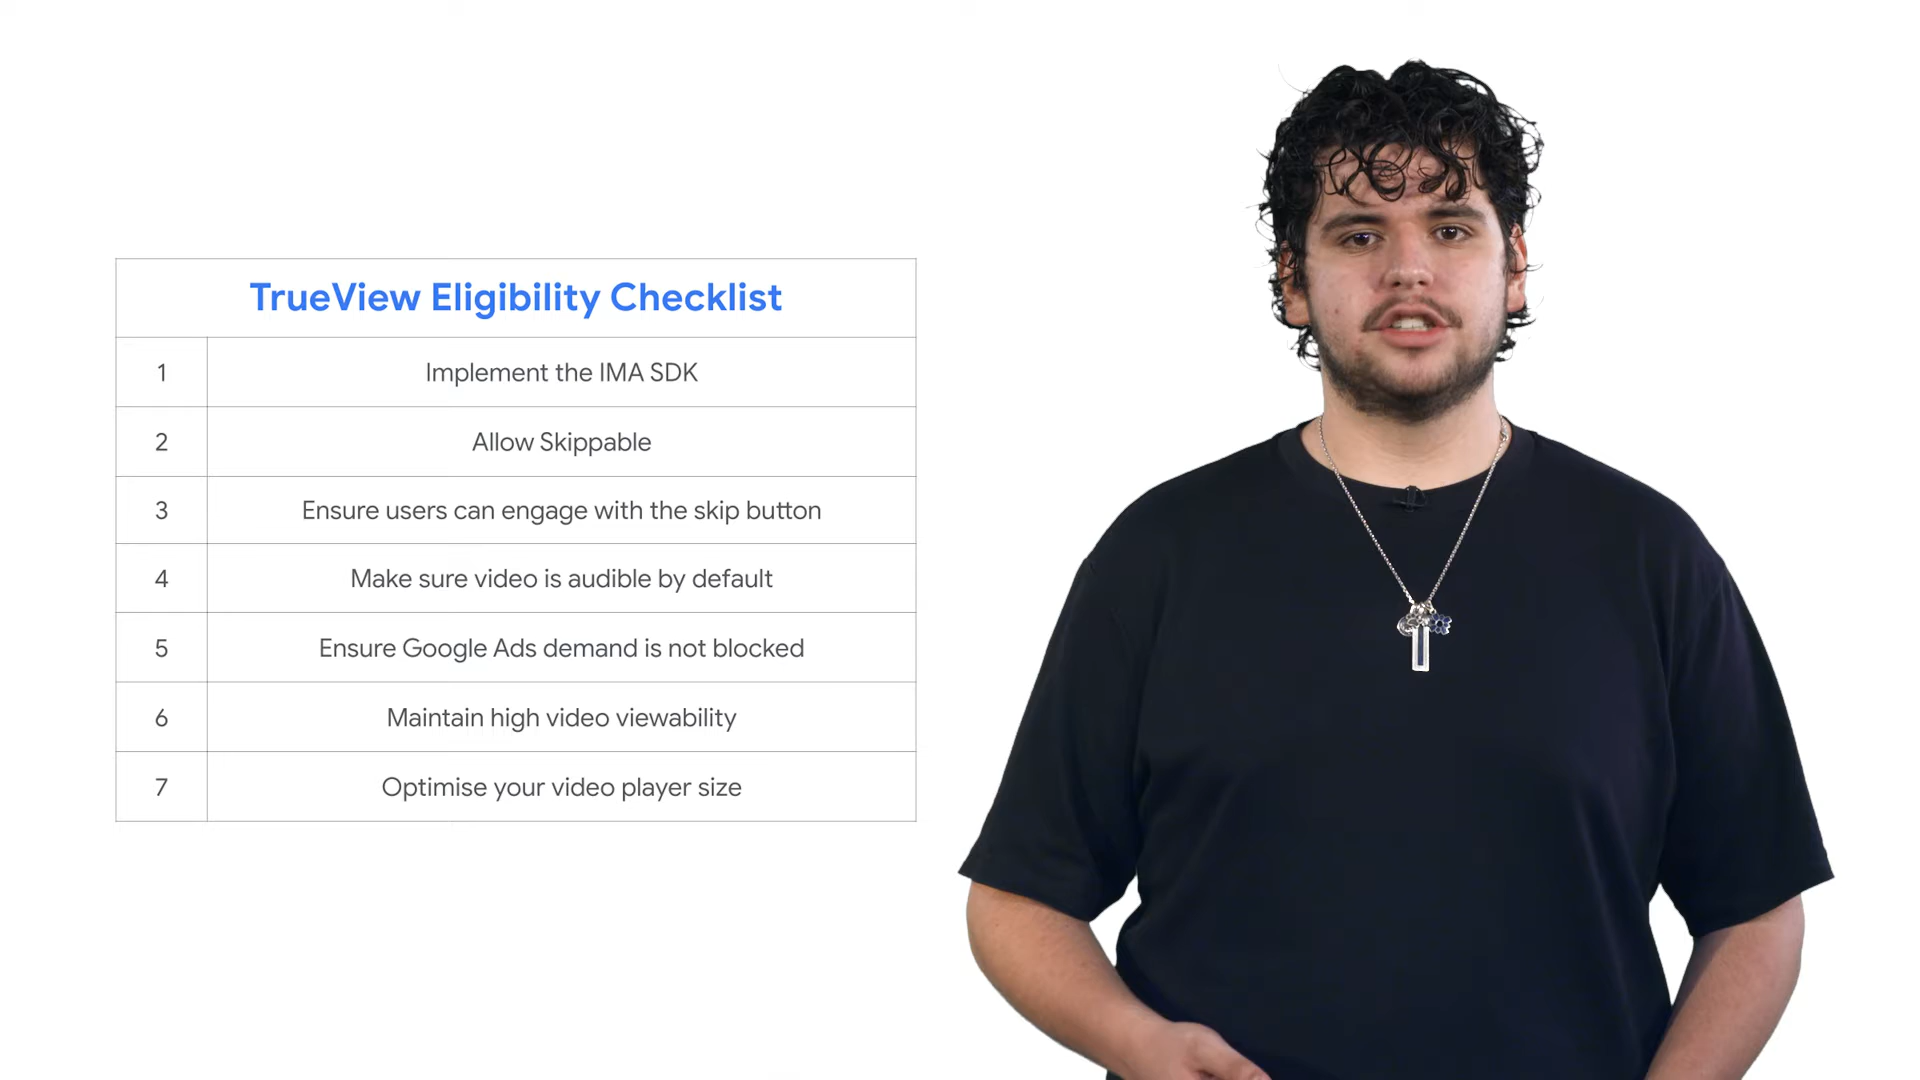 TrueView Eligibility Checklist
1 Implement the IMA SDK
2 Allow Skippable
3 Ensure users can engage with the skip button
4 Make sure video is audible by default
5 Ensure Google Ads demand is not blocked
6 Maintain high video viewability
7 Optimise your video player size